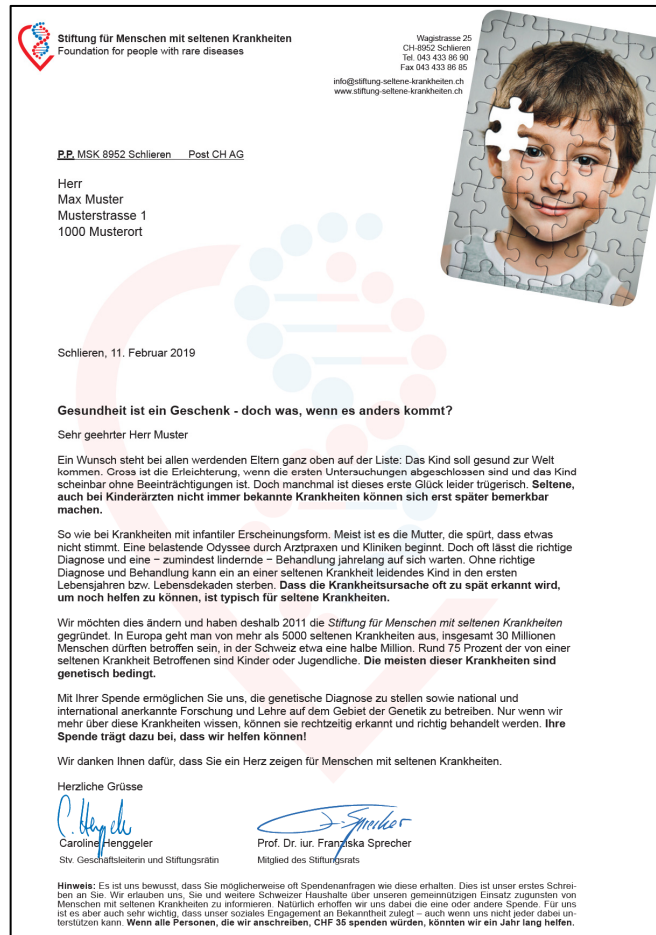 Stiftung für Menschen mit seltenen Krankheiten
Foundation for people with rare diseases
Wagistrasse 25
CH-8952 Schlieren
Tel. 043 433 86 90
Fax 043 433 86 85
info@stiftung-seltene-krankheiten.ch
www.stiftung-seltene-krankheiten.ch
P.P. MSK 8952 Schlieren Post CH AG
Herr
Max Muster
Musterstrasse 1
1000 Musterort
Schlieren, 11. Februar 2019
Gesundheit ist ein Geschenk - doch was, wenn es anders kommt?
Sehr geehrter Herr Muster
Ein Wunsch steht bei allen werdenden Eltern ganz oben auf der Liste: Das Kind soll gesund zur Welt
kommen. Gross ist die Erleichterung, wenn die ersten Untersuchungen abgeschlossen sind und das Kind
scheinbar ohne Beeinträchtigungen ist. Doch manchmal ist dieses erste Glück leider trügerisch. Seltene,
auch bei Kinderärzten nicht immer bekannte Krankheiten können sich erst später bemerkbar
machen.
So wie bei Krankheiten mit infantiler Erscheinungsform. Meist ist es die Mutter, die spürt, dass etwas
nicht stimmt. Eine belastende Odyssee durch Arztpraxen und Kliniken beginnt. Doch oft lässt die richtige
Diagnose und eine – zumindest lindernde – Behandlung jahrelang auf sich warten. Ohne richtige
Diagnose und Behandlung kann ein an einer seltenen Krankheit leidendes Kind in den ersten
Lebensjahren bzw. Lebensdekaden sterben. Dass die Krankheitsursache oft zu spät erkannt wird,
um noch helfen zu können, ist typisch für seltene Krankheiten.
Wir möchten dies ändern und haben deshalb 2011 die Stiftung für Menschen mit seltenen Krankheiten
gegründet. In Europa geht man von mehr als 5000 seltenen Krankheiten aus, insgesamt 30 Millionen
Menschen dürften betroffen sein, in der Schweiz etwa eine halbe Million. Rund 75 Prozent der von einer
seltenen Krankheit Betroffenen sind Kinder oder Jugendliche. Die meisten dieser Krankheiten sind
genetisch bedingt.
Mit Ihrer Spende ermöglichen Sie uns, die genetische Diagnose zu stellen sowie national und
international anerkannte Forschung und Lehre auf dem Gebiet der Genetik zu betreiben. Nur wenn wir
mehr über diese Krankheiten wissen, können sie rechtzeitig erkannt und richtig behandelt werden. Ihre
Spende trägt dazu bei, dass wir helfen können!
Wir danken Ihnen dafür, dass Sie ein Herz zeigen für Menschen mit seltenen Krankheiten.
Herzliche Grüsse
C. Henggeler
F. Sprecher
Caroline Henggeler
Prof. Dr. iur. Franziska Sprecher
Stv. Geschäftsleiterin und Stiftungsrätin
Mitglied des Stiftungsrats
Hinweis: Es ist uns bewusst, dass Sie möglicherweise oft Spendenanfragen wie diese erhalten. Dies ist unser erstes Schrei-
ben an Sie. Wir erlauben uns, Sie und weitere Schweizer Haushalte über unseren gemeinnützigen Einsatz zugunsten von
Menschen mit seltenen Krankheiten zu informieren. Natürlich erhoffen wir uns dabei die eine oder andere Spende. Für uns
ist es aber auch sehr wichtig, dass unser soziales Engagement an Bekanntheit zulegt – auch wenn uns nicht jeder dabei un-
terstützen kann. Wenn alle Personen, die wir anschreiben, CHF 35 spenden würden, könnten wir ein Jahr lang helfen.